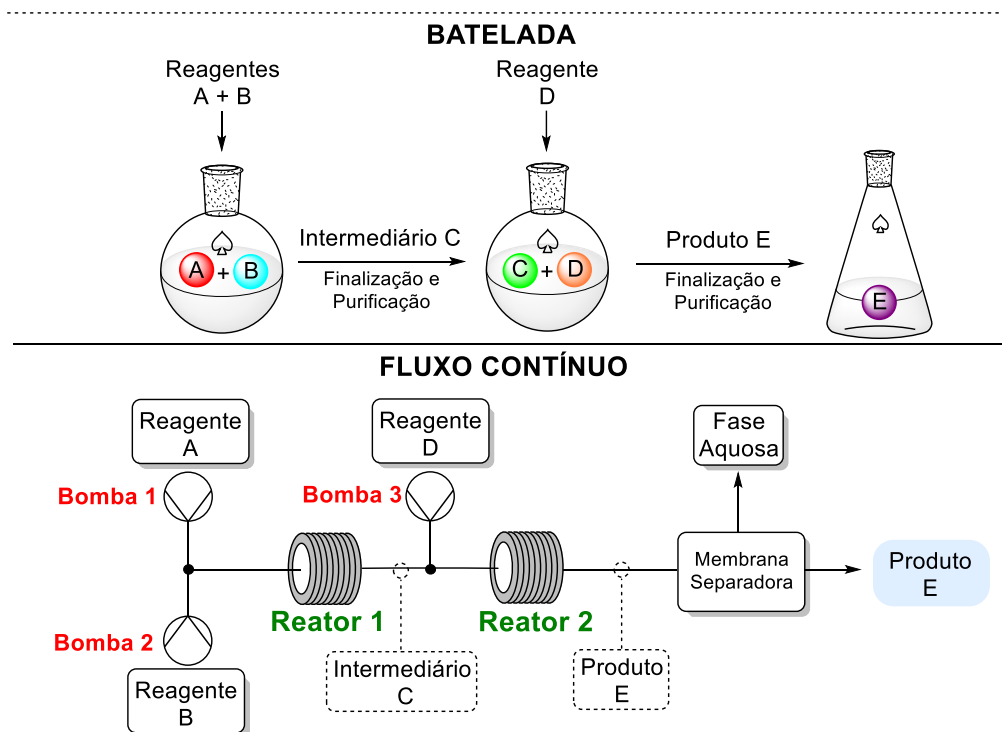 BATELADA
Reagentes
A + B
Reagente
D
A + B
Intermediário C
Finalização e
Purificação
C + D
Produto E
Finalização e
Purificação
E
FLUXO CONTÍNUO
Reagente
A
Bomba 1
Reagente
D
Bomba 3
Fase
Aquosa
Reator 1
Reator 2
Membrana
Separadora
Produto
E
Bomba 2
Reagente
B
Intermediário
C
Produto
E